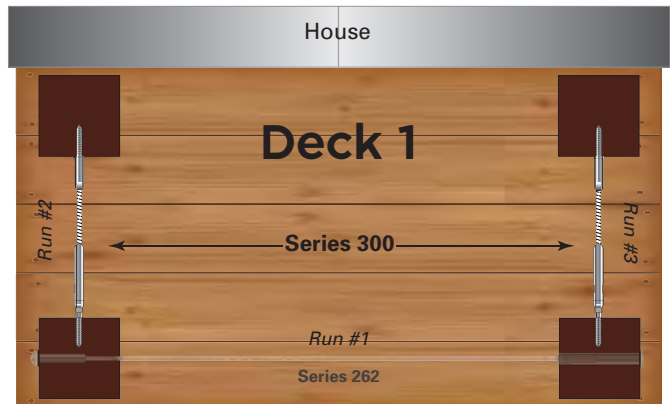 House
Deck 1
Run #2
Series 300
Run #3
Run #1
Series 262